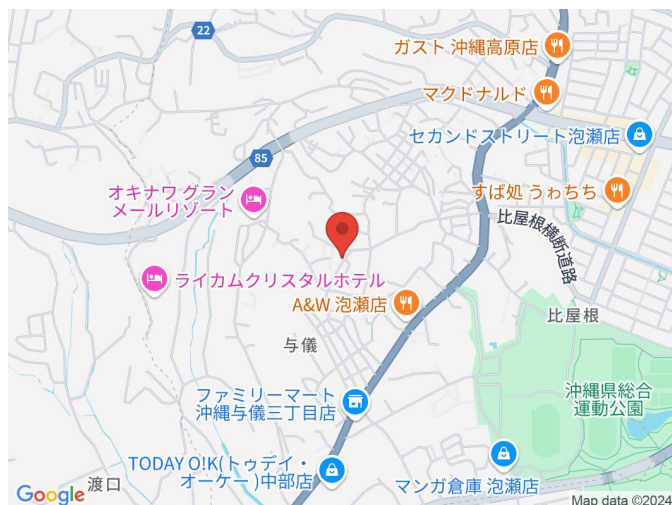 22
ガスト 沖縄高原店
マクドナルド
セカンドストリート泡瀬店
85
オキナワ グラン
メールリゾート
すば処 うゎちち
比屋根横断道路
ライカムクリスタルホテル
A&W 泡瀬店
比屋根
与儀
ファミリーマート
沖縄与儀三丁目店
沖縄県総合
運動公園
TODAY O!K(トゥデイ・
オーケー )中部店
マンガ倉庫 泡瀬店
渡口
Google
Map data ©2024